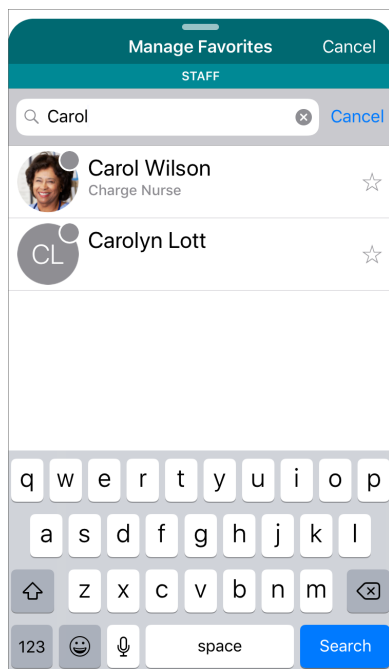 Manage Favorites Cancel
STAFF
Carol Cancel
Carol Wilson
Charge Nurse
CL Carolyn Lott
q w e r t y u i o p
a s d f g h j k l
z x c v b n m
123 space Search